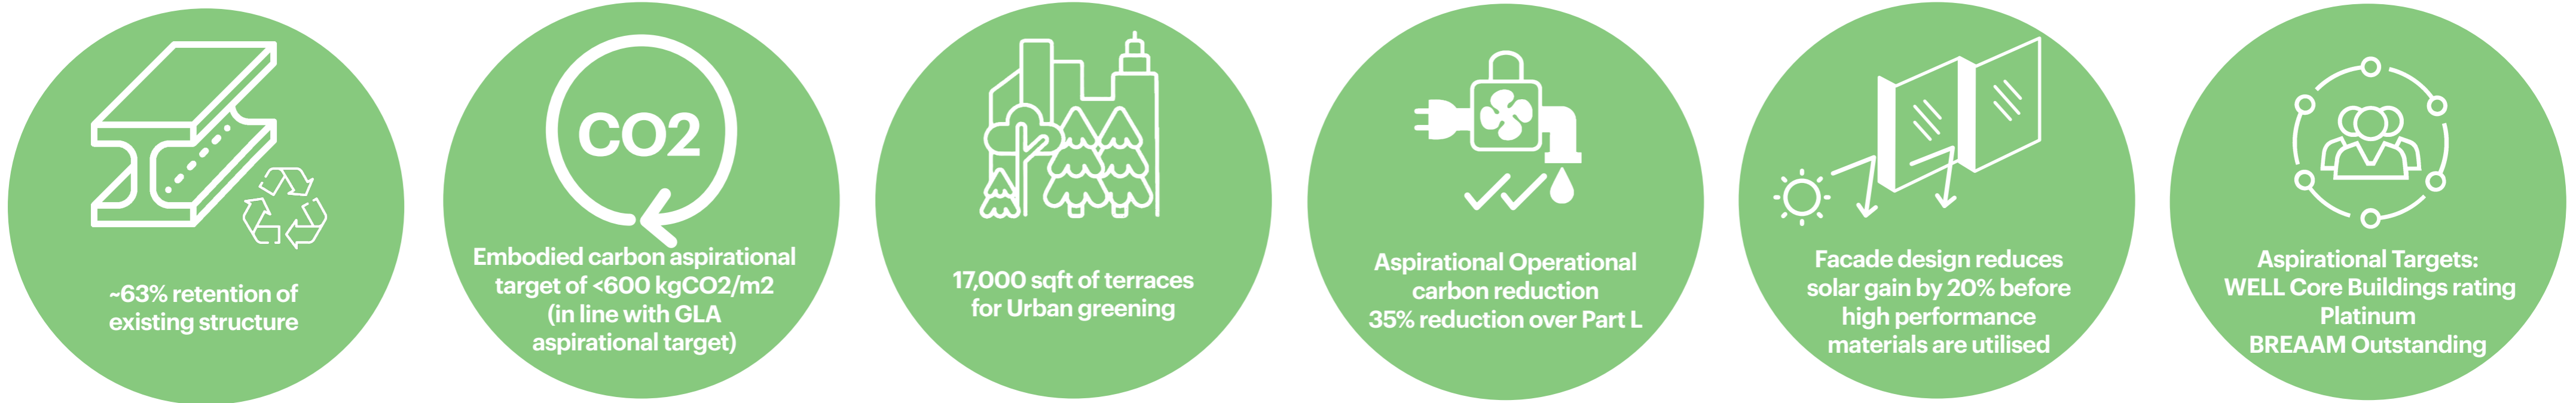 ~63% retention of
existing structure
CO2
Embodied carbon aspirational
target of <600 kgCO2/m2
(in line with GLA
aspirational target)
17,000 sqft of terraces
for Urban greening
Aspirational Operational
carbon reduction
35% reduction over Part L
Facade design reduces
solar gain by 20% before
high performance
materials are utilised
Aspirational Targets:
WELL Core Buildings rating
Platinum
BREAAM Outstanding